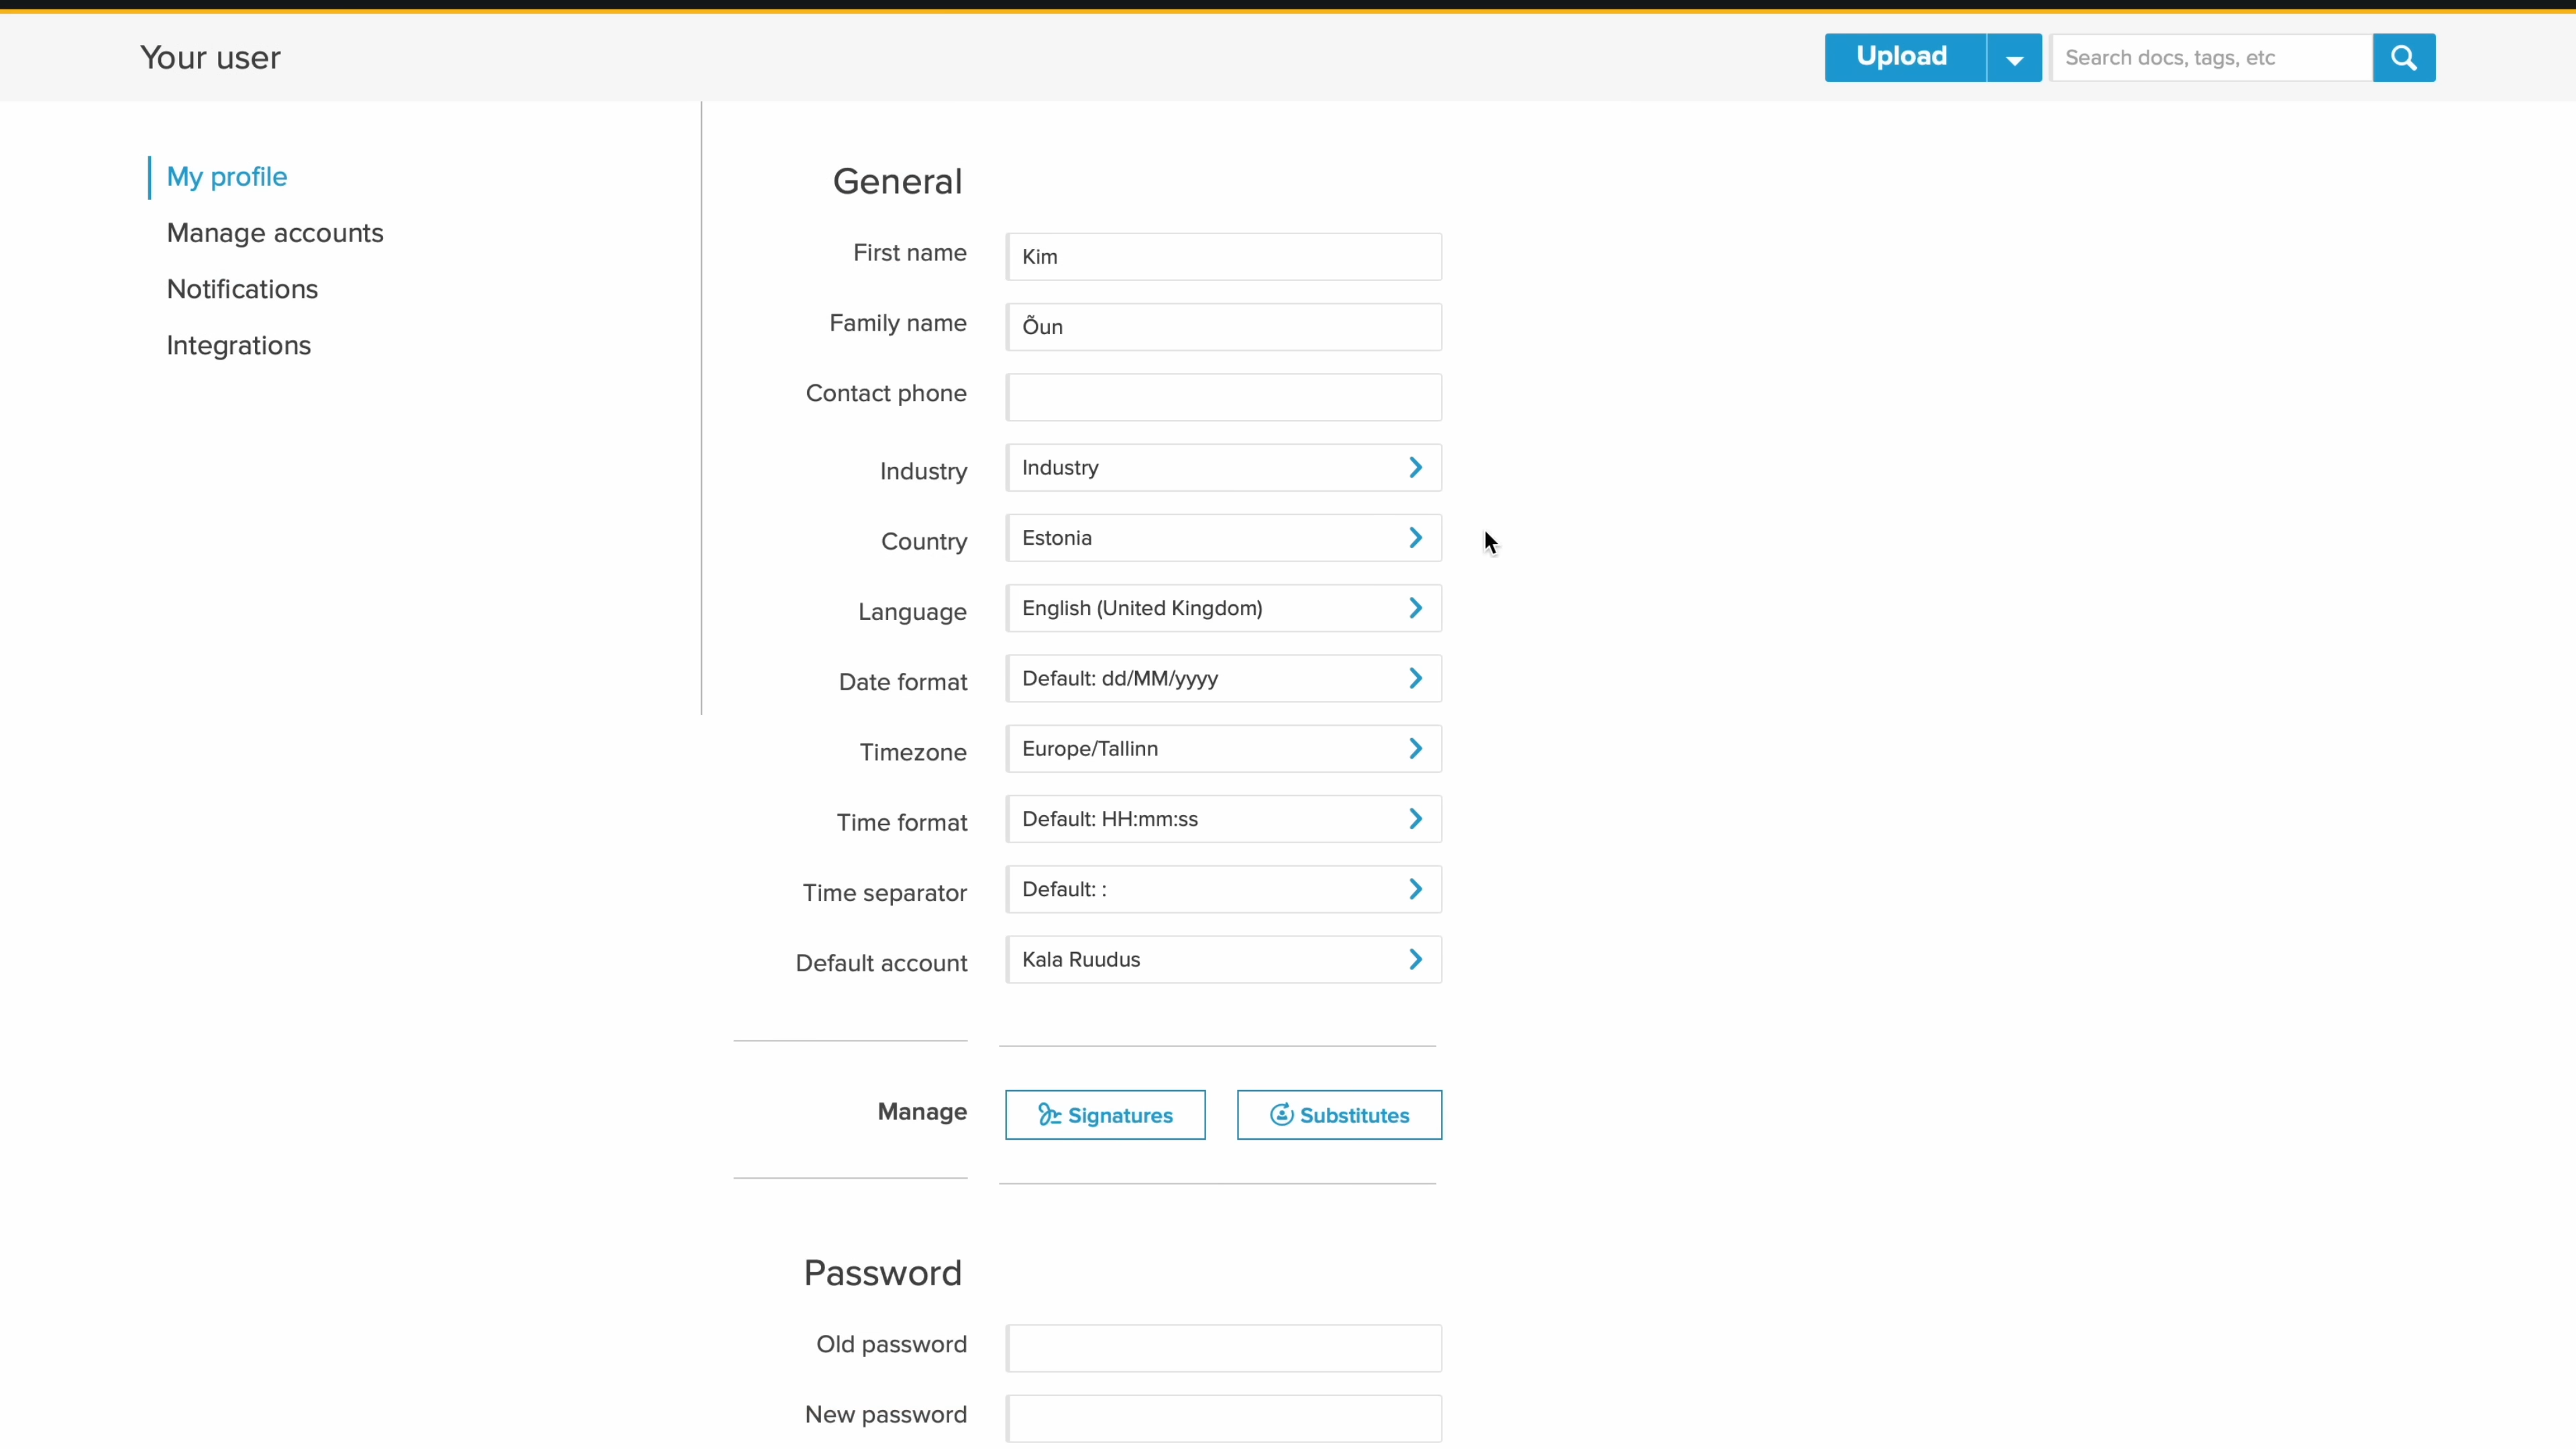 Your user
Upload
Search docs, tags, etc
My profile
Manage accounts
Notifications
Integrations
General
First name Kim
Family name Õun
Contact phone
Industry Industry
Country Estonia
Language English (United Kingdom)
Date format Default: dd/MM/yyyy
Timezone Europe/Tallinn
Time format Default: HH:mm:ss
Time separator Default: :
Default account Kala Ruudus
Manage Signatures Substitutes
Password
Old password
New password